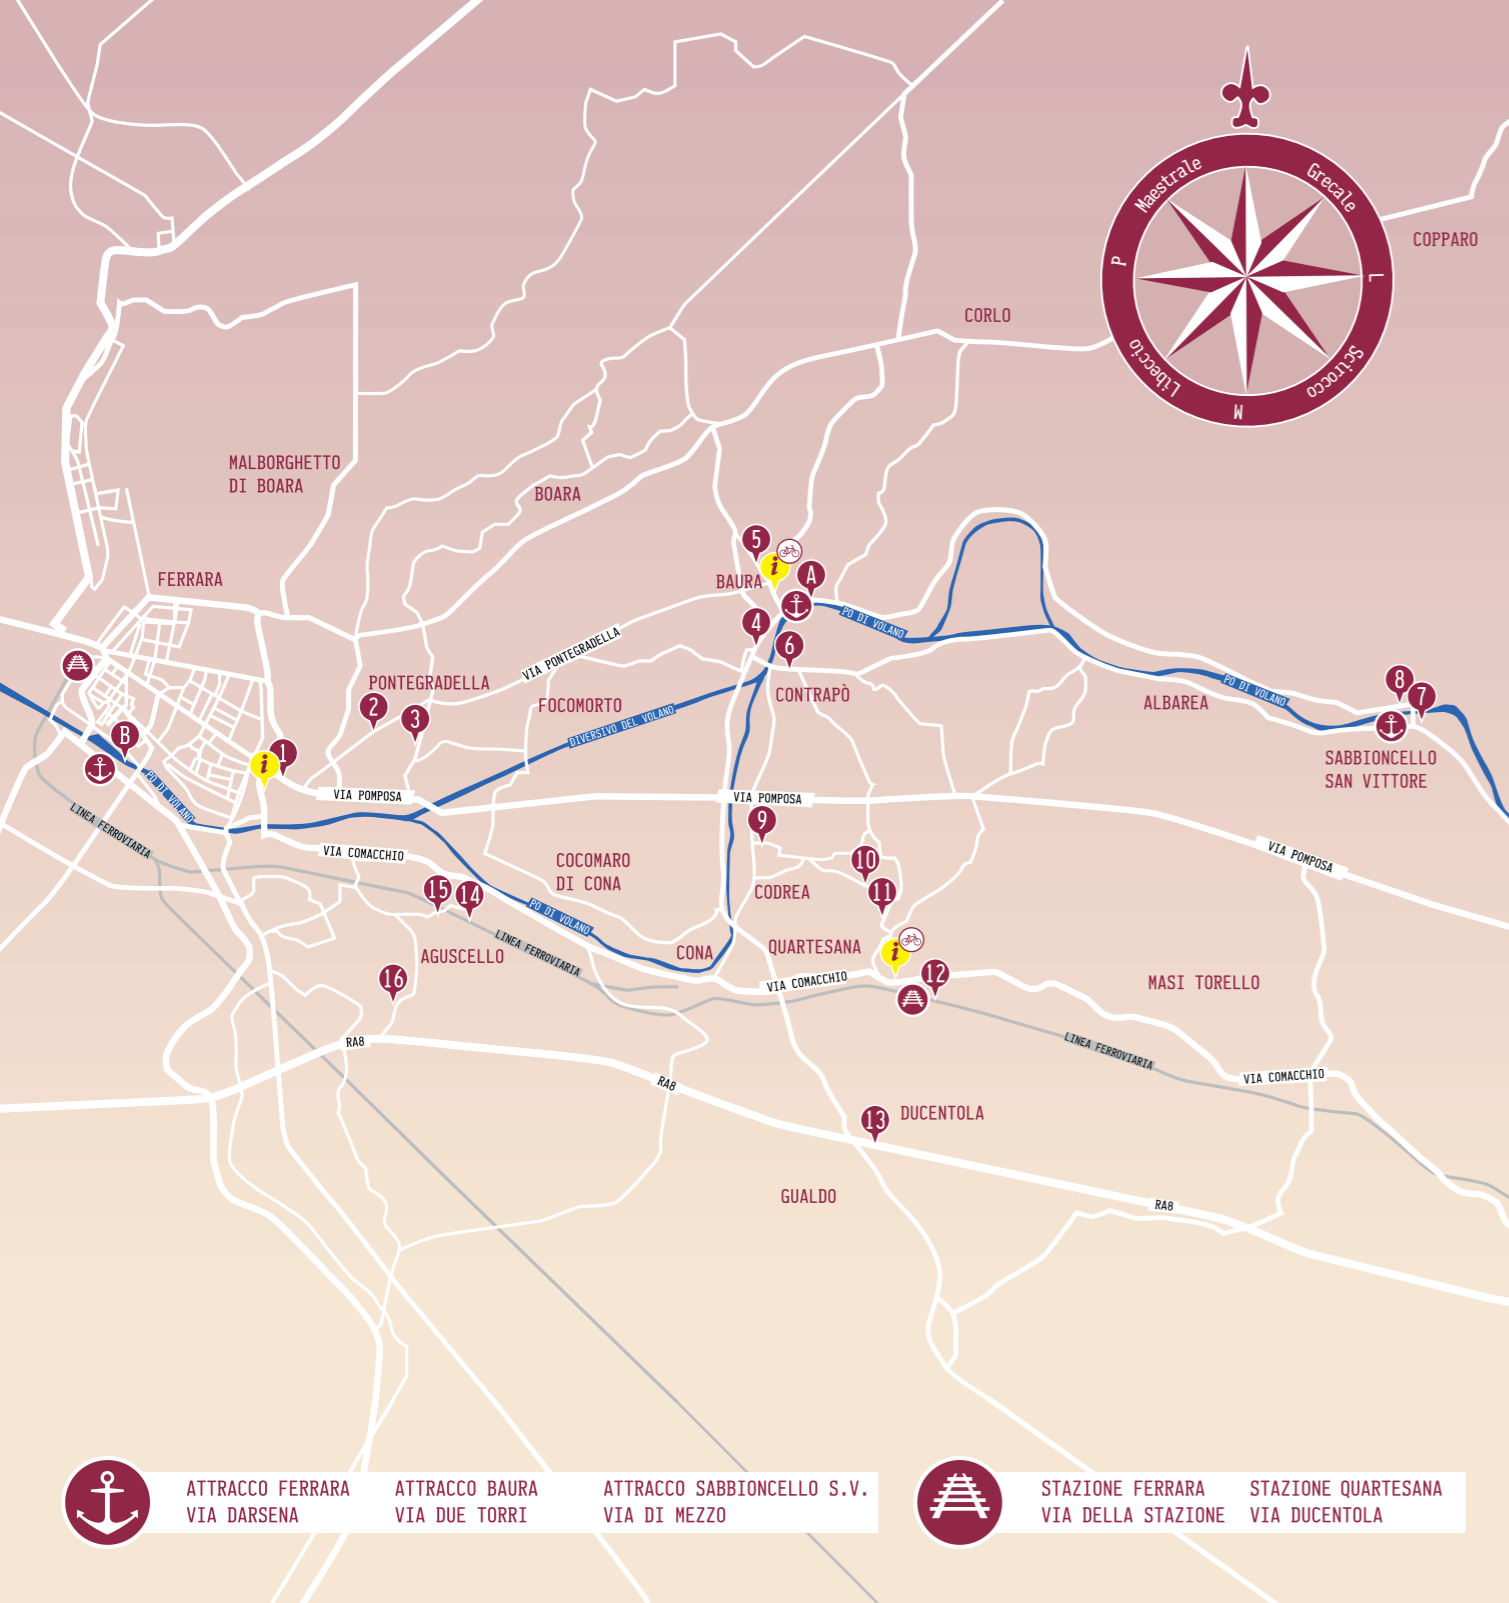 Maestrale
Grecale
P
L
Libeccio
Scirocco
M
COPPARO
CORLO
MALBORGHETTO
DI BOARA
BOARA
FERRARA
5
i
BAURA
A
PO DI VOLANO
4
6
VIA PONTEGRADELLA
PONTEGRADELLA
2
3
FOCOMORTO
DIVERSIVO DEL VOLANO
CONTRAPÒ
ALBAREA
PO DI VOLANO
8
7
SABBIONCELLO
SAN VITTORE
B
i
1
PO DI VOLANO
VIA POMPOSA
VIA POMPOSA
VIA POMPOSA
LINEA FERROVIARIA
VIA COMACCHIO
9
COCOMARO
DI CONA
10
15
14
CODREA
11
PO DI VOLANO
LINEA FERROVIARIA
AGUSCELLO
CONA
QUARTESANA
i
16
VIA COMACCHIO
12
MASI TORELLO
RA8
LINEA FERROVIARIA
VIA COMACCHIO
RA8
13
DUCENTOLA
GUALDO
RA8
ATTRACCO FERRARA
VIA DARSENA
ATTRACCO BAURA
VIA DUE TORRI
ATTRACCO SABBIONCELLO S.V.
VIA DI MEZZO
STAZIONE FERRARA
VIA DELLA STAZIONE
STAZIONE QUARTESANA
VIA DUCENTOLA